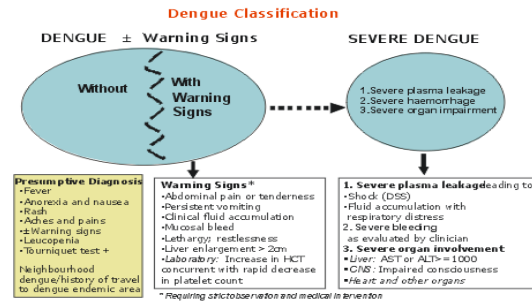 Dengue Classification
DENGUE ± Warning Signs
SEVERE DENGUE
Without
With
Warning
Signs
1.Severe plasma leakage
2.Severe haemorrhage
3.Severe organ impairment
Presumptive Diagnosis
•Fever
•Anorexia and nausea
•Rash
•Aches and pains
•±Warning signs
•Leucopenia
•Tourniquet test +
Neighbourhood
dengue/history of travel
to dengue endemic area
Warning Signs*
•Abdominal pain or tenderness
•Persistent vomiting
•Clinical fluid accumulation
•Mucosal bleed
•Lethargy; restlessness
•Liver enlargement > 2cm
•Laboratory: Increase in HCT
concurrent with rapid decrease
in platelet count
1. Severe plasma leakage leading to
•Shock (DSS)
•Fluid accumulation with
respiratory distress
2. Severe bleeding
as evaluated by clinician
3. Severe organ involvement
•Liver: AST or ALT>=1000
•CNS: Impaired consciousness
•Heart and other organs
* Requiring strict observation and medical intervention